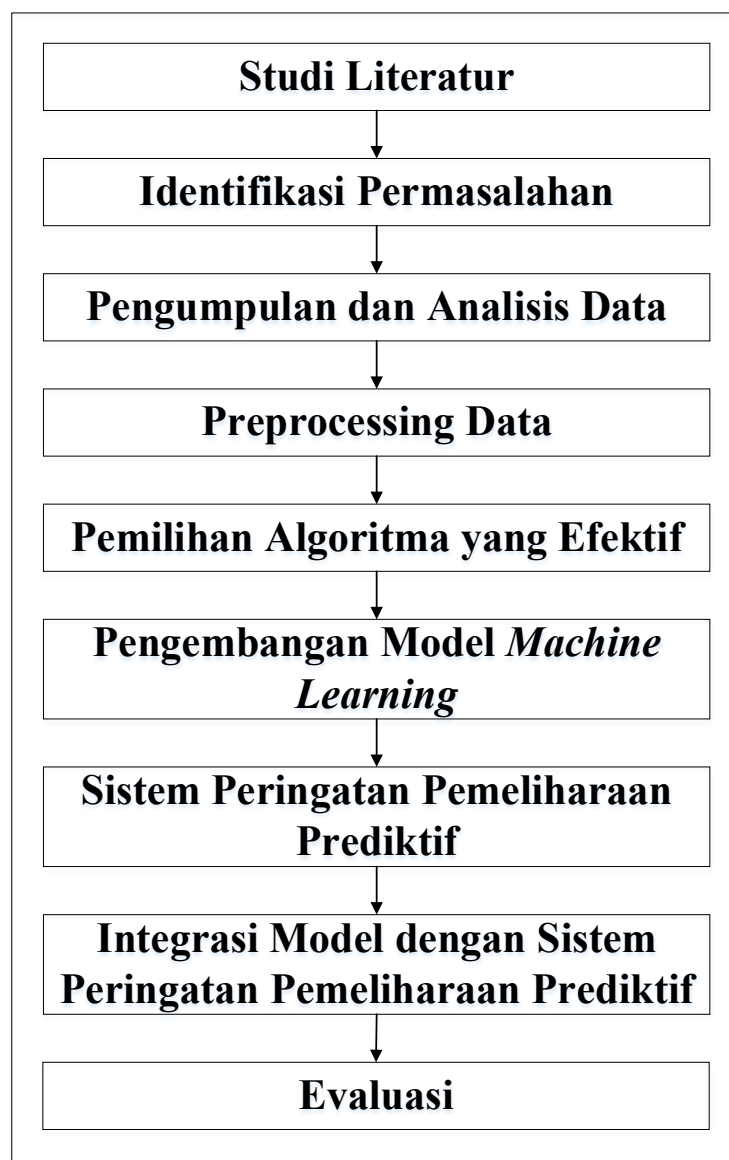 Studi Literatur
Identifikasi Permasalahan
Pengumpulan dan Analisis Data
Preprocessing Data
Pemilihan Algoritma yang Efektif
Pengembangan Model Machine
Learning
Sistem Peringatan Pemeliharaan
Prediktif
Integrasi Model dengan Sistem
Peringatan Pemeliharaan Prediktif
Evaluasi